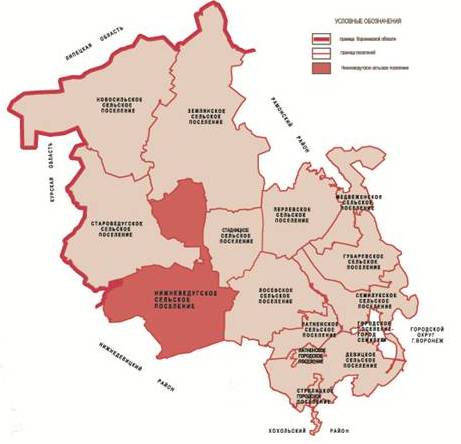 УСЛОВНЫЕ ОБОЗНАЧЕНИЯ
граница Воронежской области
граница поселений
Нижневедугское сельское поселение
ЛИПЕЦКАЯ ОБЛАСТЬ
КУРСКАЯ ОБЛАСТЬ
РАМОНСКИЙ РАЙОН
НОВОСИЛЬСКОЕ
СЕЛЬСКОЕ
ПОСЕЛЕНИЕ
ЗЕМЛЯНСКОЕ
СЕЛЬСКОЕ
ПОСЕЛЕНИЕ
МЕДВЕЖЕНСКОЕ
СЕЛЬСКОЕ
ПОСЕЛЕНИЕ
ПЕРЛЕВСКОЕ
СЕЛЬСКОЕ
ПОСЕЛЕНИЕ
СТАРОВЕДУГСКОЕ
СЕЛЬСКОЕ
ПОСЕЛЕНИЕ
СТАДНИЦКОЕ
СЕЛЬСКОЕ
ПОСЕЛЕНИЕ
ГУБАРЕВСКОЕ
СЕЛЬСКОЕ
ПОСЕЛЕНИЕ
НИЖНЕВЕДУГСКОЕ
СЕЛЬСКОЕ
ПОСЕЛЕНИЕ
ЛОСЕВСКОЕ
СЕЛЬСКОЕ
ПОСЕЛЕНИЕ
СЕМИЛУКСКОЕ
СЕЛЬСКОЕ
ПОСЕЛЕНИЕ
ЛАТНЕНСКОЕ
СЕЛЬСКОЕ
ПОСЕЛЕНИЕ
ГОРОДСКОЕ
ПОСЕЛЕНИЕ-
ГОРОД
СЕМИЛУКИ
ГОРОДСКОЙ
ОКРУГ
Г.ВОРОНЕЖ
ЛАТНЕНСКОЕ
ГОРОДСКОЕ
ПОСЕЛЕНИЕ
ДЕВИЦКОЕ
СЕЛЬСКОЕ
ПОСЕЛЕНИЕ
СТРЕЛИЦКОЕ
ГОРОДСКОЕ
ПОСЕЛЕНИЕ
НИЖНЕДЕВИЦКИЙ РАЙОН
ХОХОЛЬСКИЙ РАЙОН